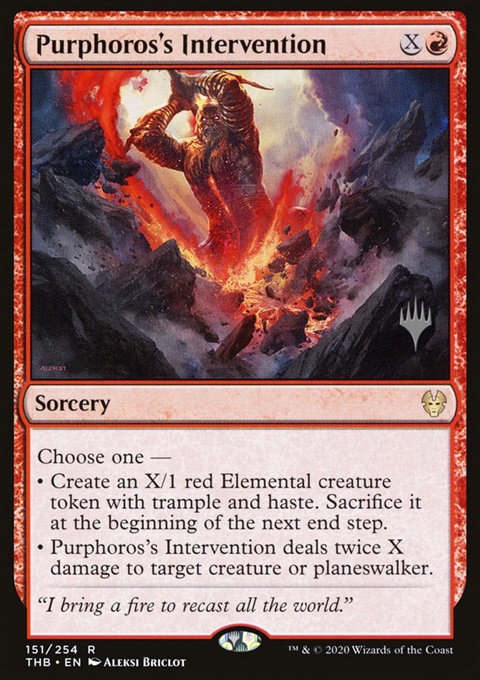 Purphoros's Intervention X
Sorcery
Choose one —
• Create an X/1 red Elemental creature
token with trample and haste. Sacrifice it
at the beginning of the next end step.
• Purphoros's Intervention deals twice X
damage to target creature or planeswalker.
“I bring a fire to recast all the world.”
151/254 R
THB • EN Aleksi Briclot
™ & © 2020 Wizards of the Coast